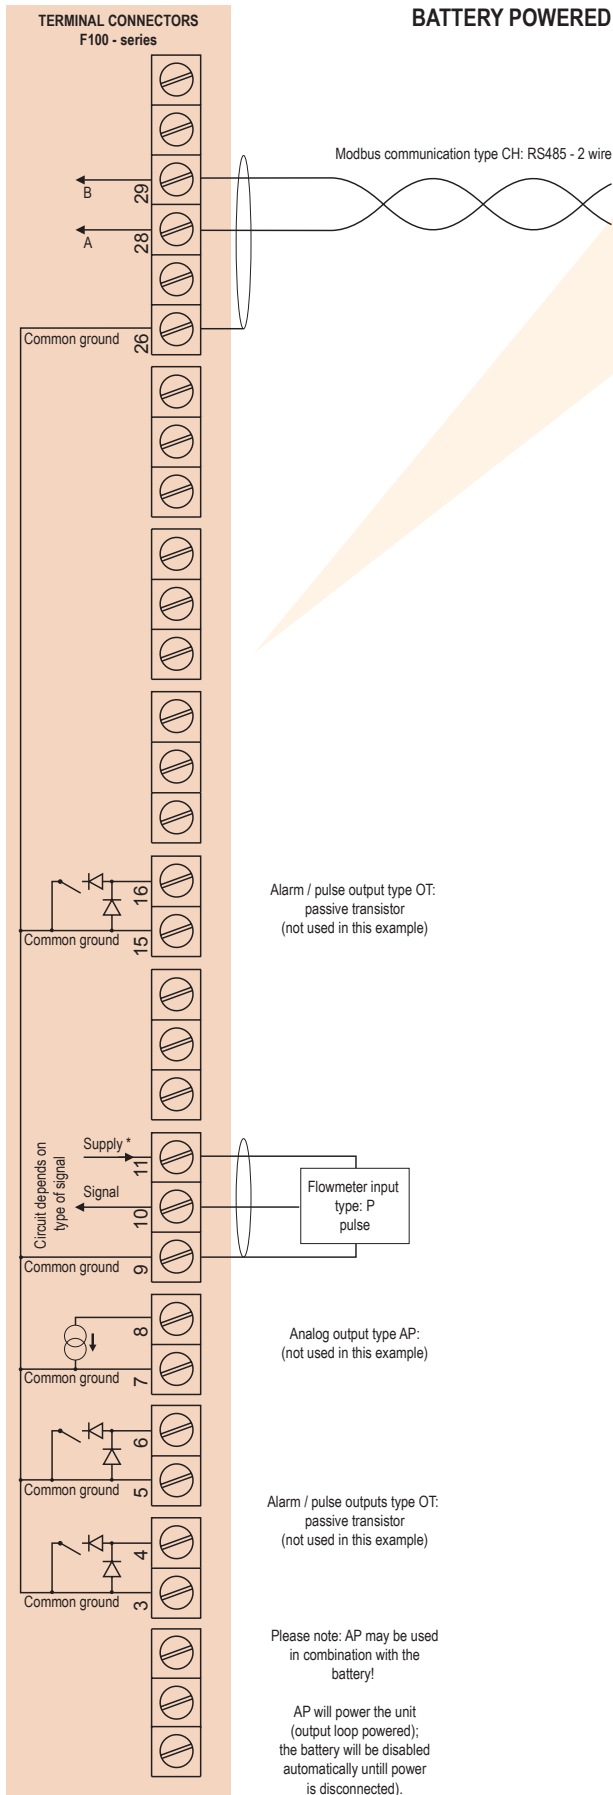 TERMINAL CONNECTORS
F100 - series
BATTERY POWERED
Modbus communication type CH: RS485 - 2 wire
B
29
A
28
Common ground
26
16
Common ground
15
Alarm / pulse output type OT:
passive transistor
(not used in this example)
Circuit depends on
type of signal
Supply *
11
Signal
10
Common ground
9
Flowmeter input
type: P
pulse
8
Common ground
7
Analog output type AP:
(not used in this example)
6
Common ground
5
4
Common ground
3
Alarm / pulse outputs type OT:
passive transistor
(not used in this example)
Please note: AP may be used
in combination with the
battery!
AP will power the unit
(output loop powered);
the battery will be disabled
automatically untill power
is disconnected).